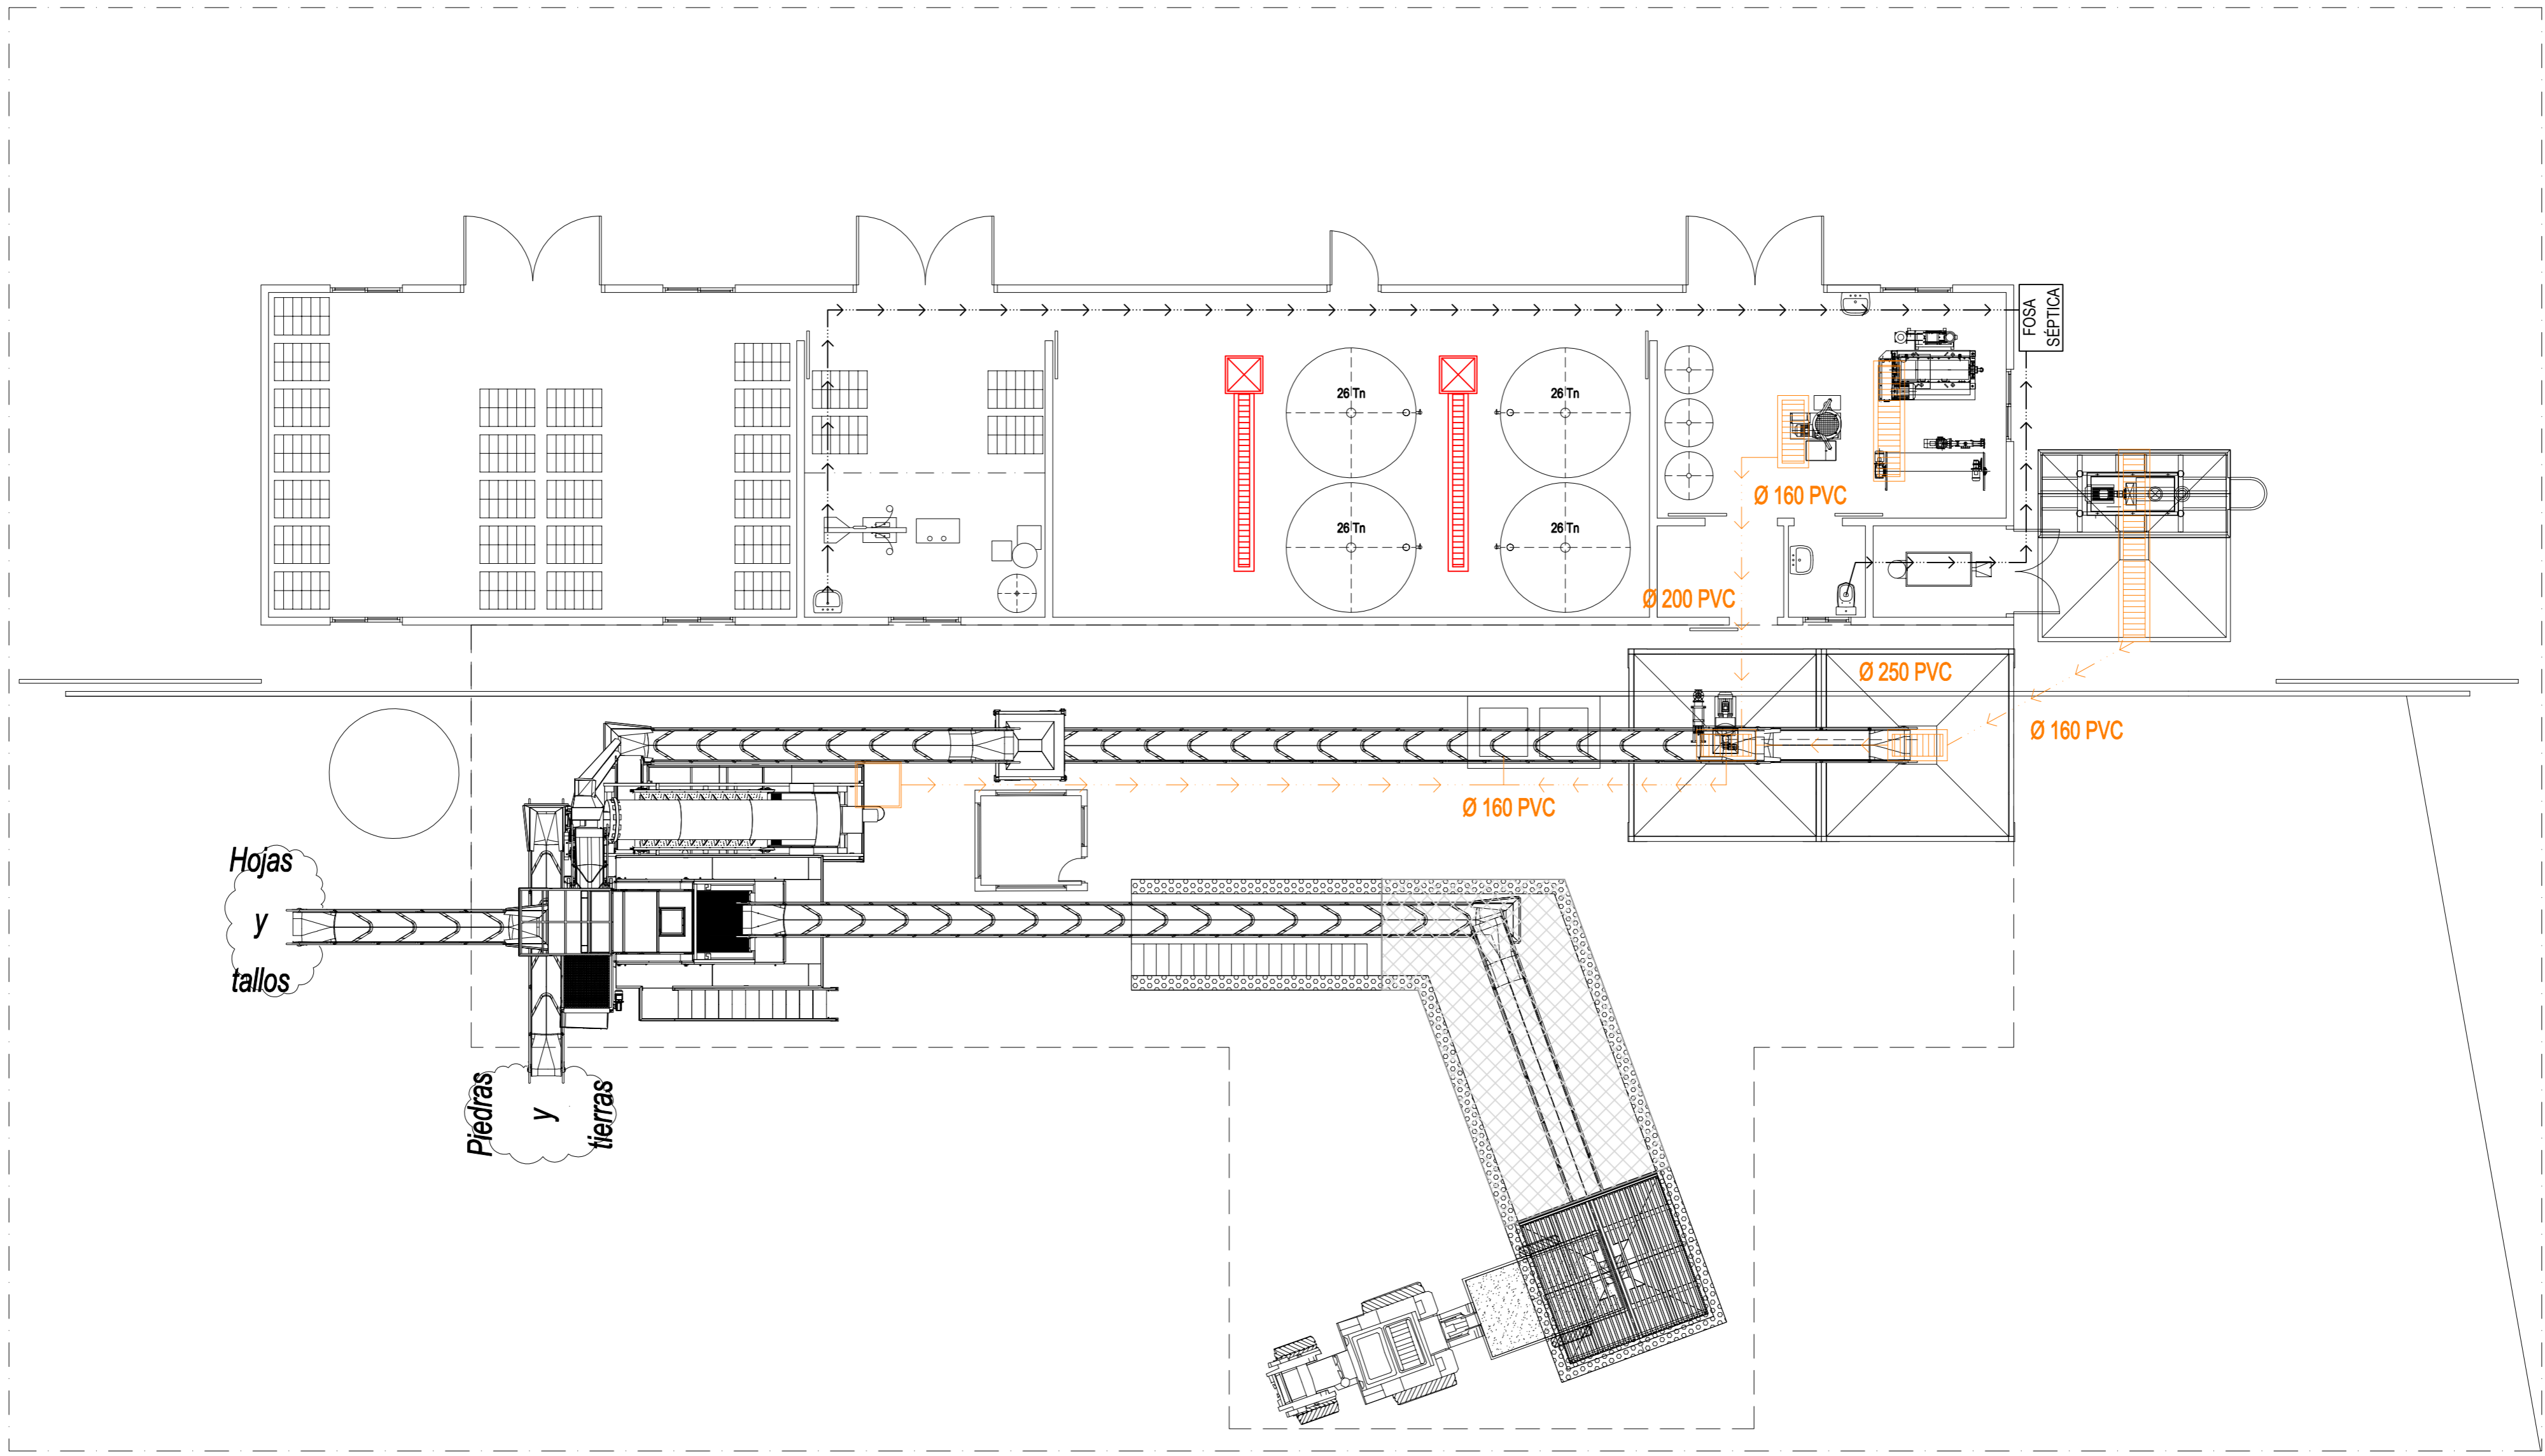 FOSA
SÉPTICA
26 Tn
26 Tn
26 Tn
26 Tn
Ø 160 PVC
Ø 200 PVC
Ø 250 PVC
Ø 160 PVC
Ø 160 PVC
Hojas
y
tallos
Piedras
y
tierras